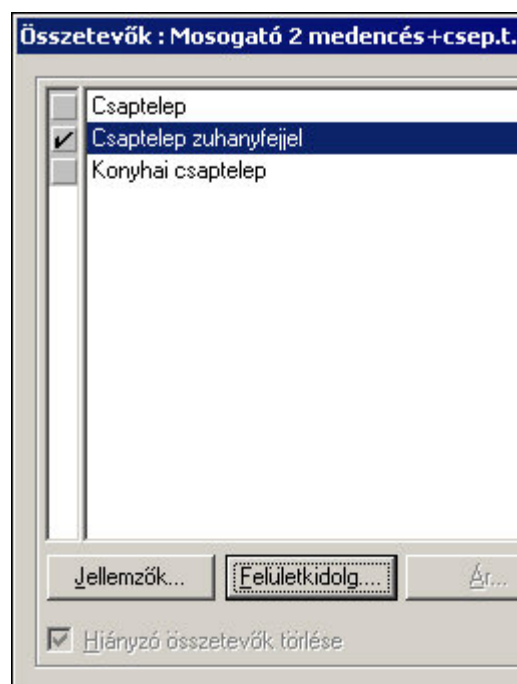 Összetevők : Mosogató 2 medencés+csep.t.
Csaptelep
Csaptelep zuhanyfejjel
Konyhai csaptelep
Jellemzők... Felületkidolg.... Ár...
Hiányzó összetevők törlése